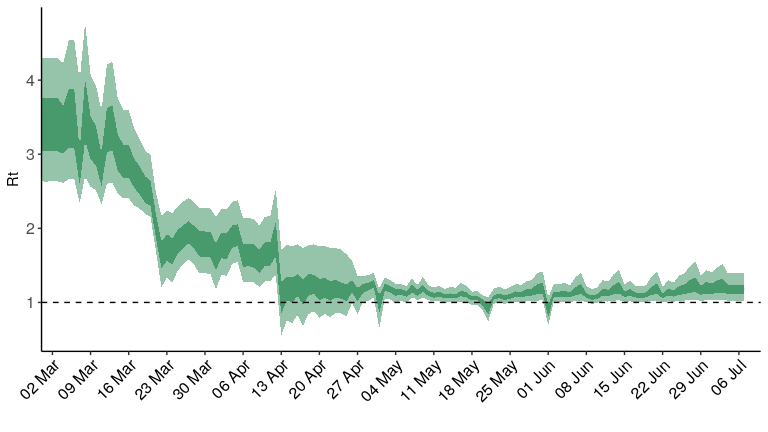 Rt
4
3
2
1
02 Mar
09 Mar
16 Mar
23 Mar
30 Mar
06 Apr
13 Apr
20 Apr
27 Apr
04 May
11 May
18 May
25 May
01 Jun
08 Jun
15 Jun
22 Jun
29 Jun
06 Jul